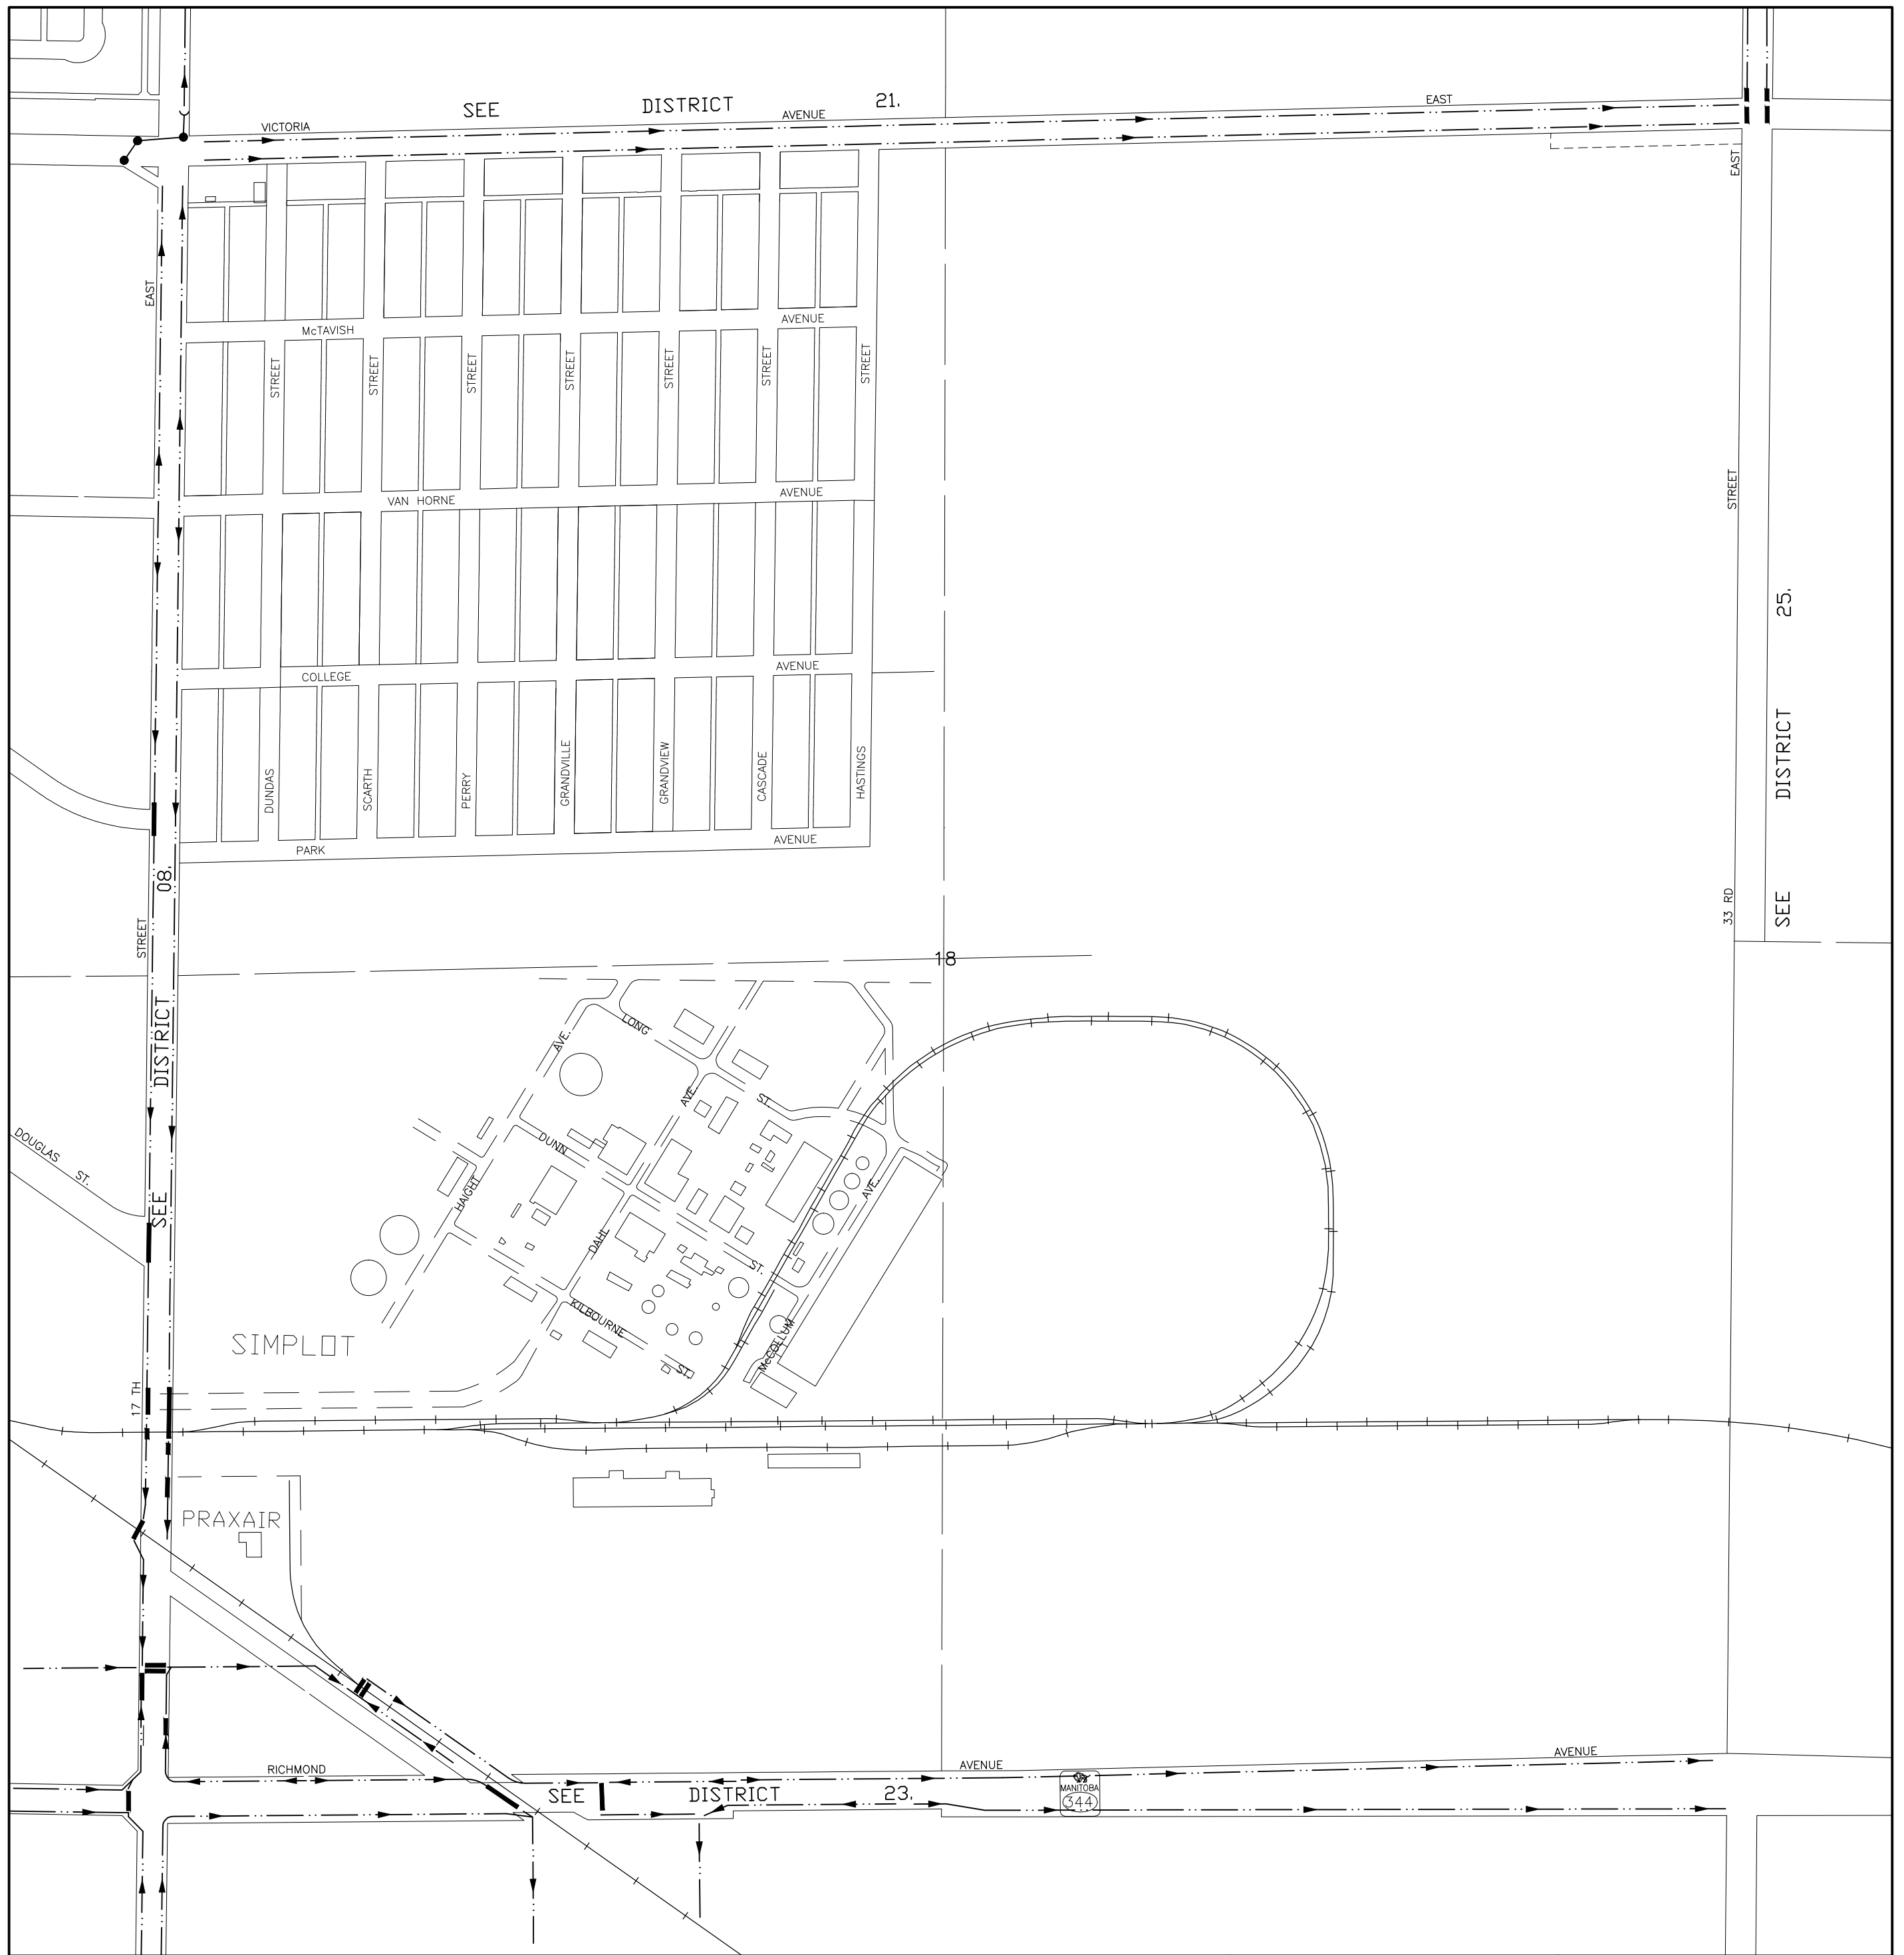 SEE DISTRICT 21.
VICTORIA AVENUE EAST
EAST
EAST
McTAVISH AVENUE
STREET STREET STREET STREET STREET STREET STREET
STREET
VAN HORNE AVENUE
SEE DISTRICT 25.
COLLEGE AVENUE
DUNDAS SCARTH PERRY GRANDVILLE GRANDVIEW CASCADE HASTINGS
PARK AVENUE
SEE DISTRICT 08.
33 RD
STREET
18
LONG
AVE.
AVE.
ST.
DUNN
DOUGLAS ST.
HAIGHT
AVE.
DAHL
ST.
KILBOURNE
McCOLLUM
SIMPLOT
ST.
17 TH
PRAXAIR
RICHMOND AVENUE AVENUE
SEE DISTRICT 23.
MANITOBA
344